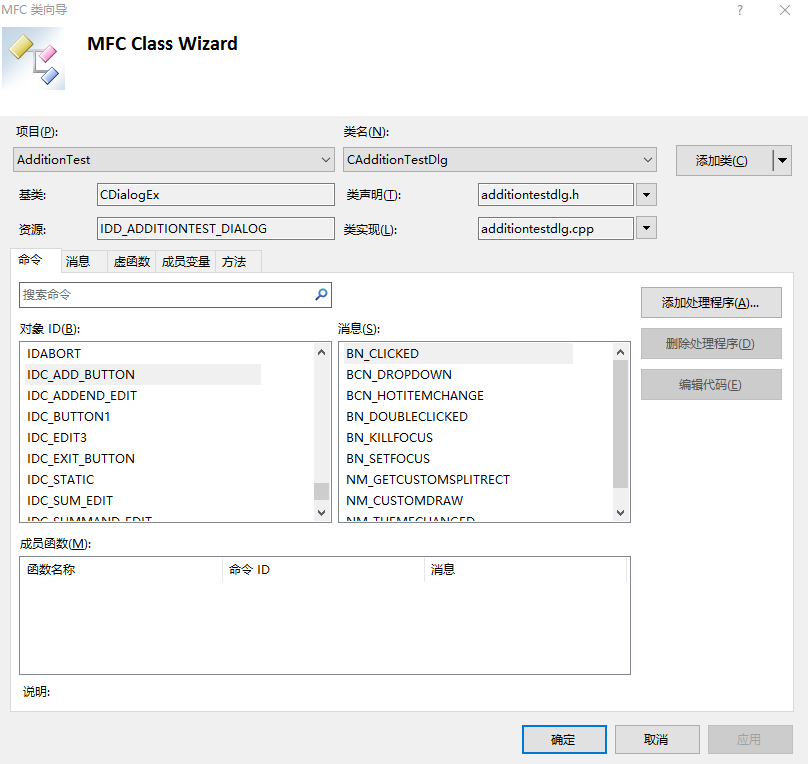 MFC 类向导
?
MFC Class Wizard
项目(P):
类名(N):
AdditionTest
CAdditionTestDlg
添加类(C)
基类:
CDialogEx
类声明(T):
additiontestdlg.h
资源:
IDD_ADDITIONTEST_DIALOG
类实现(L):
additiontestdlg.cpp
命令 消息 虚函数 成员变量 方法
搜索命令
添加处理程序(A)...
删除处理程序(D)
编辑代码(E)
对象 ID(B):
IDABORT
IDC_ADD_BUTTON
IDC_ADDEND_EDIT
IDC_BUTTON1
IDC_EDIT3
IDC_EXIT_BUTTON
IDC_STATIC
IDC_SUM_EDIT
IDC_SUMMAND_EDIT
消息(S):
BN_CLICKED
BCN_DROPDOWN
BCN_HOTITEMCHANGE
BN_DOUBLECLICKED
BN_KILLFOCUS
BN_SETFOCUS
NM_GETCUSTOMSPLITRECT
NM_CUSTOMDRAW
NM_THEMECHANGED
成员函数(M):
函数名称 命令 ID 消息
说明:
确定 取消 应用